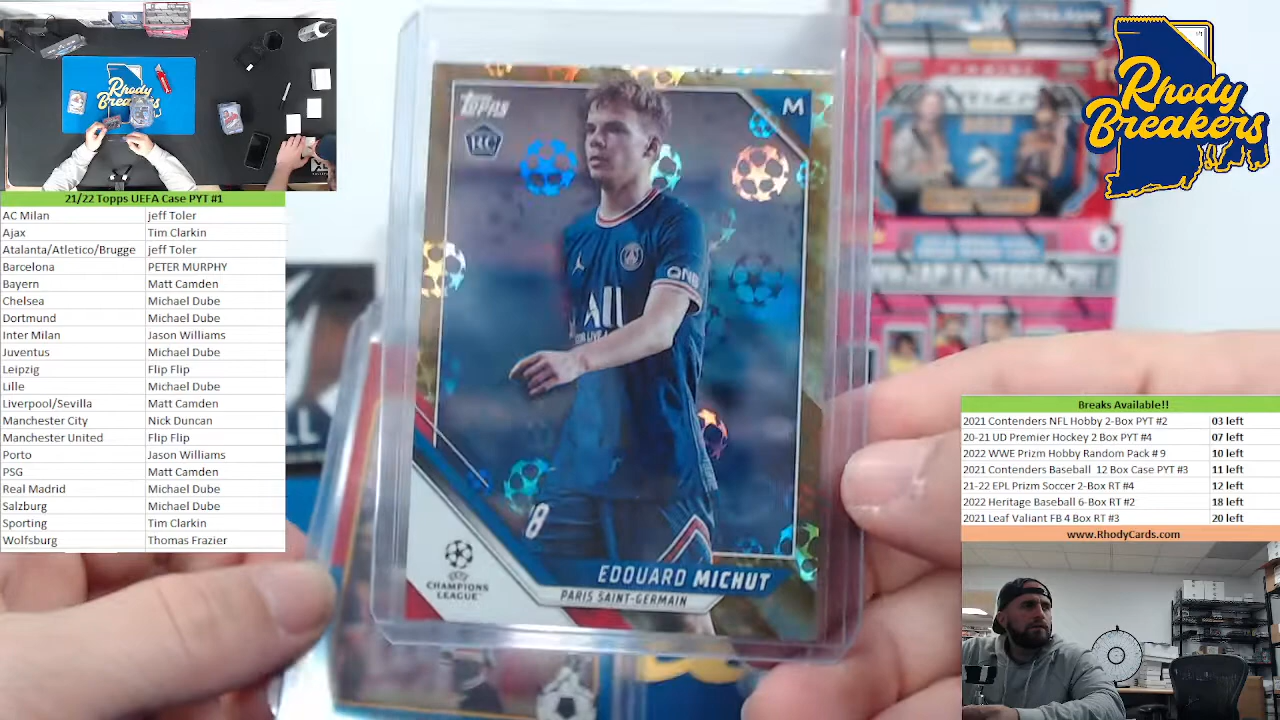 Rhody
Breakers
21/22 Topps UEFA Case PYT #1
AC Milan jeff Toler
Ajax Tim Clarkin
Atalanta/Atletico/Brugge jeff Toler
Barcelona PETER MURPHY
Bayern Matt Camden
Chelsea Michael Dube
Dortmund Michael Dube
Inter Milan Jason Williams
Juventus Michael Dube
Leipzig Flip Flip
Lille Michael Dube
Liverpool/Sevilla Matt Camden
Manchester City Nick Duncan
Manchester United Flip Flip
Porto Jason Williams
PSG Matt Camden
Real Madrid Michael Dube
Salzburg Michael Dube
Sporting Tim Clarkin
Wolfsburg Thomas Frazier
TOPPS
RC
M
QNB
ALL
8
UEFA
CHAMPIONS
LEAGUE
EDOUARD MICHUT
PARIS SAINT-GERMAIN
Rhody
Breakers
Breaks Available!!
2021 Contenders NFL Hobby 2-Box PYT #2 03 left
20-21 UD Premier Hockey 2 Box PYT #4 07 left
2022 WWE Prizm Hobby Random Pack # 9 10 left
2021 Contenders Baseball 12 Box Case PYT #3 11 left
21-22 EPL Prizm Soccer 2-Box RT #4 12 left
2022 Heritage Baseball 6-Box RT #2 18 left
2021 Leaf Valiant FB 4 Box RT #3 20 left
www.RhodyCards.com